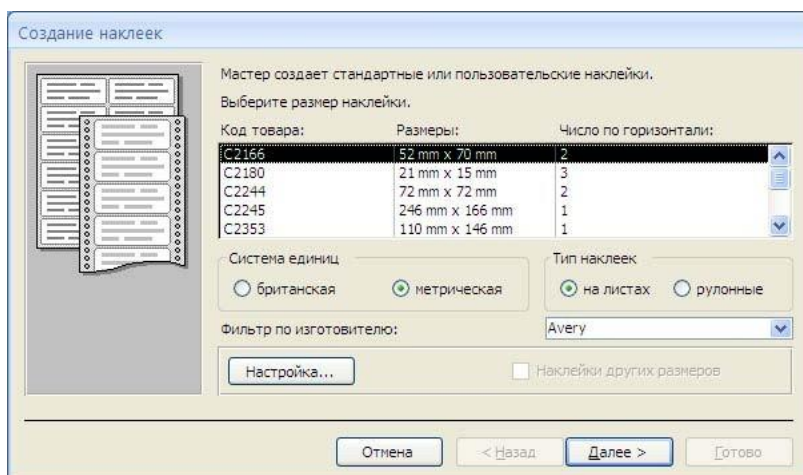 Создание наклеек
Мастер создает стандартные или пользовательские наклейки.
Выберите размер наклейки.
Код товара: Размеры: Число по горизонтали:
C2166 52 mm x 70 mm 2
C2180 21 mm x 15 mm 3
C2244 72 mm x 72 mm 2
C2245 246 mm x 166 mm 1
C2353 110 mm x 146 mm 1
Система единиц Тип наклеек
британская метрическая на листах рулонные
Фильтр по изготовителю: Avery
Настройка... Наклейки других размеров
Отмена < Назад Далее > Готово